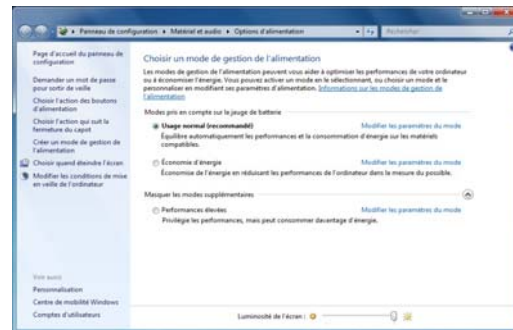 Panneau de configuration ▸ Matériel et audio ▸ Options d'alimentation
Rechercher
Page d'accueil du panneau de
configuration
Demander un mot de passe
pour sortir de veille
Choisir l'action des boutons
d'alimentation
Choisir l'action qui suit la
fermeture du capot
Créer un mode de gestion de
l'alimentation
Choisir quand éteindre l'écran
Modifier les conditions de mise
en veille de l'ordinateur
Voir aussi
Personnalisation
Centre de mobilité Windows
Comptes d'utilisateurs
Choisir un mode de gestion de l'alimentation
Les modes de gestion de l'alimentation peuvent vous aider à optimiser les performances de votre ordinateur
ou à économiser l'énergie. Vous pouvez activer un mode en le sélectionnant, ou choisir un mode et le
personnaliser en modifiant ses paramètres d'alimentation. Informations sur les modes de gestion de
l'alimentation
Modes pris en compte sur la jauge de batterie
Usage normal (recommandé) Modifier les paramètres du mode
Équilibre automatiquement les performances et la consommation d'énergie sur les matériels
compatibles.
Économie d'énergie Modifier les paramètres du mode
Économise de l'énergie en réduisant les performances de l'ordinateur dans la mesure du possible.
Masquer les modes supplémentaires
Performances élevées Modifier les paramètres du mode
Privilégie les performances, mais peut consommer davantage d'énergie.
Luminosité de l'écran :